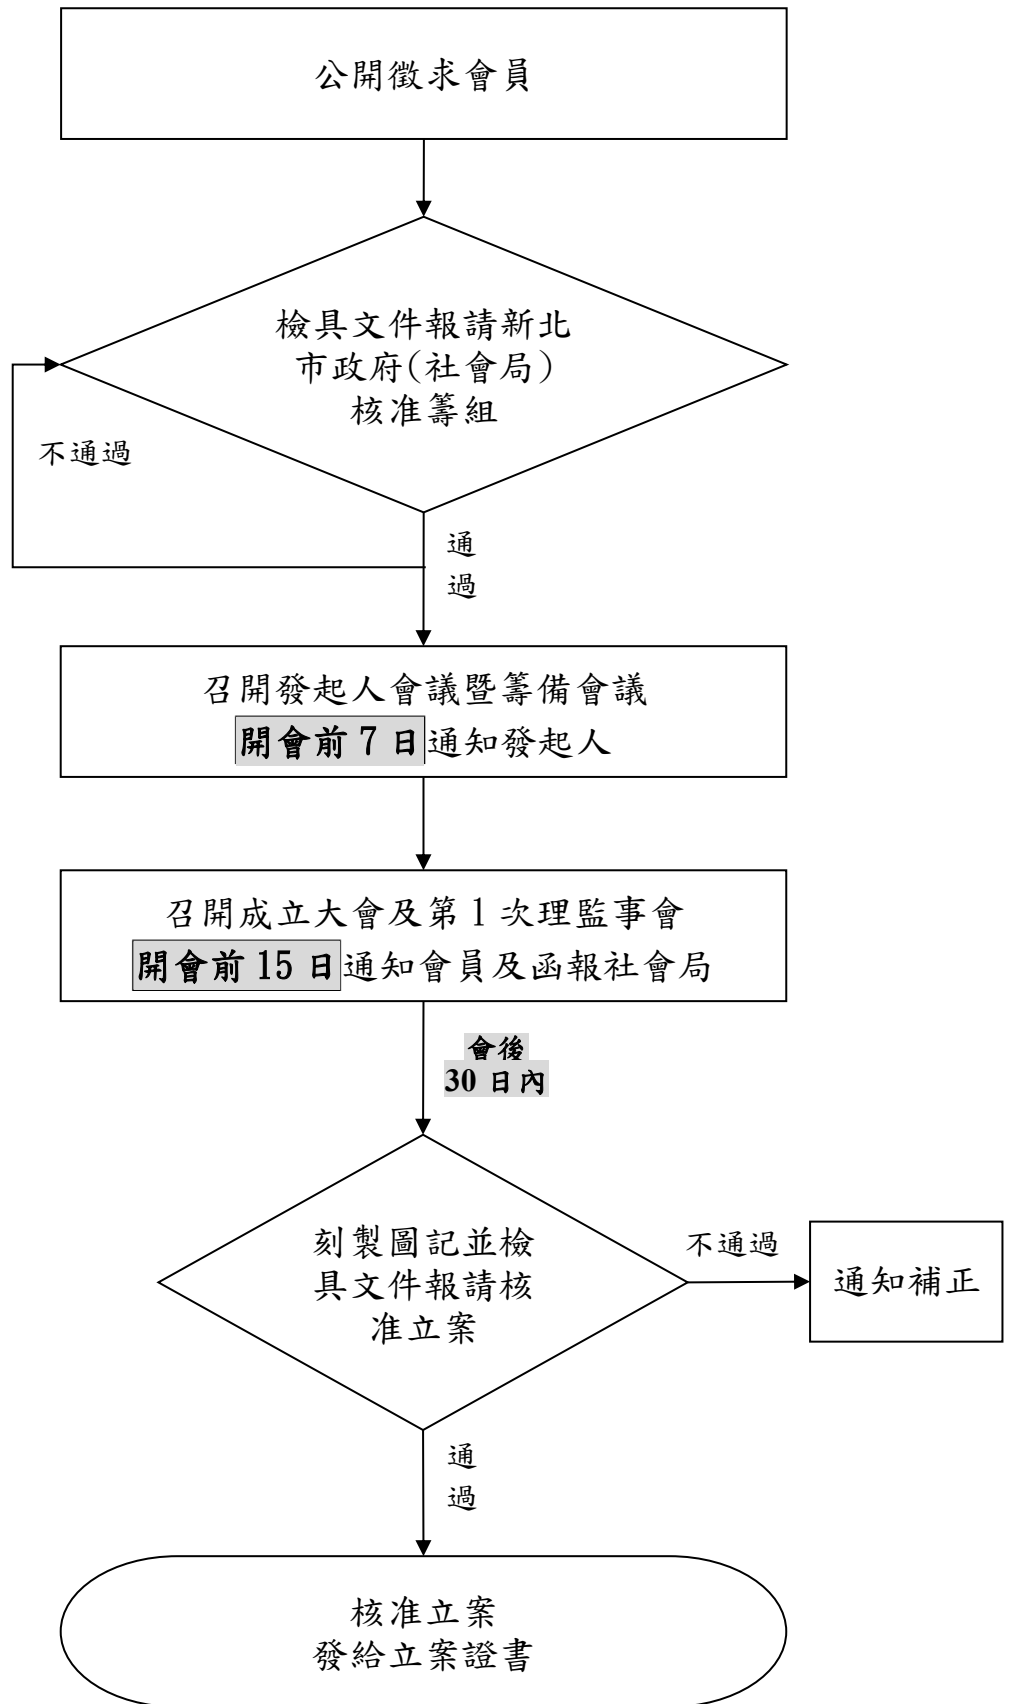 公開徵求會員
檢具文件報請新北
市政府(社會局)
核准籌組
不通過
通
過
召開發起人會議暨籌備會議
開會前 7 日通知發起人
召開成立大會及第 1 次理監事會
開會前 15 日通知會員及函報社會局
會後
30 日內
刻製圖記並檢
具文件報請核
准立案
不通過
通知補正
通
過
核准立案
發給立案證書